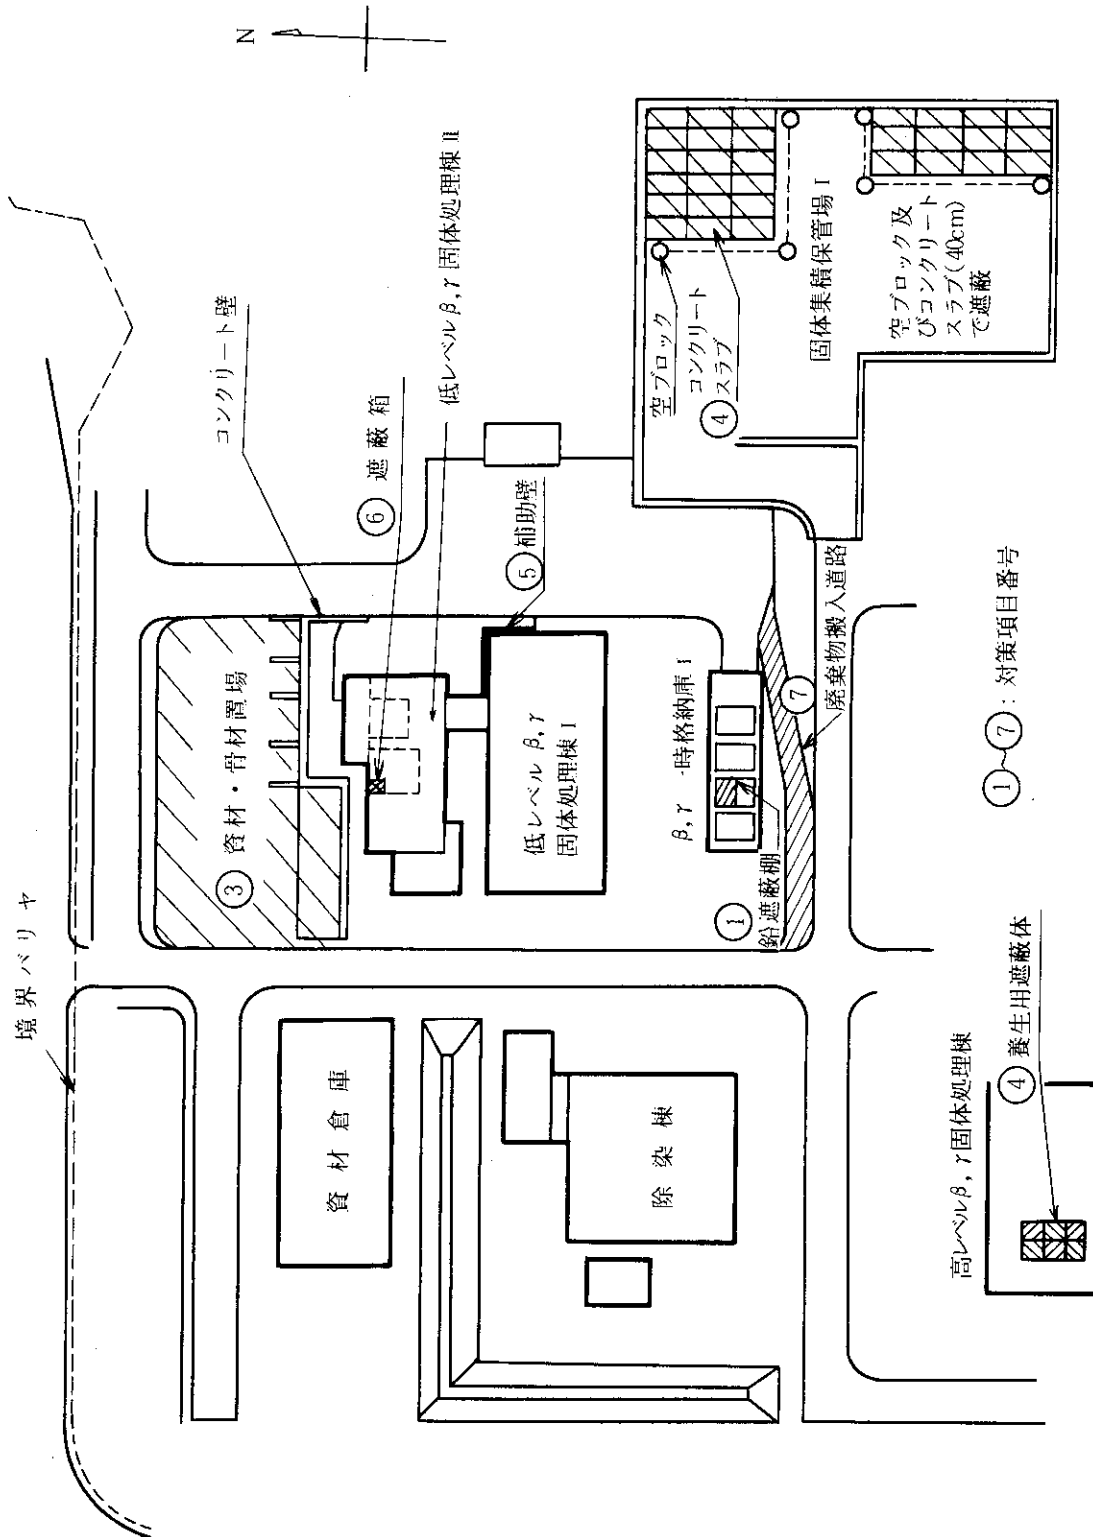 境界バリヤ
N
コンクリート壁
⑥ 遮蔽箱
低レベルβ,γ固体処理棟Ⅱ
③ 資材・骨材置場
資材倉庫
⑤ 補助壁
低レベルβ,γ
固体処理棟Ⅰ
除染棟
空ブロック
④ コンクリート
スラブ
固体集積保管場Ⅰ
空ブロック及
びコンクリート
スラブ(40cm)
で遮蔽
β,γ 一時格納庫Ⅰ
① 鉛遮蔽棚
⑦ 廃棄物搬入道路
高レベルβ,γ固体処理棟
④ 養生用遮蔽体
①~⑦:対策項目番号